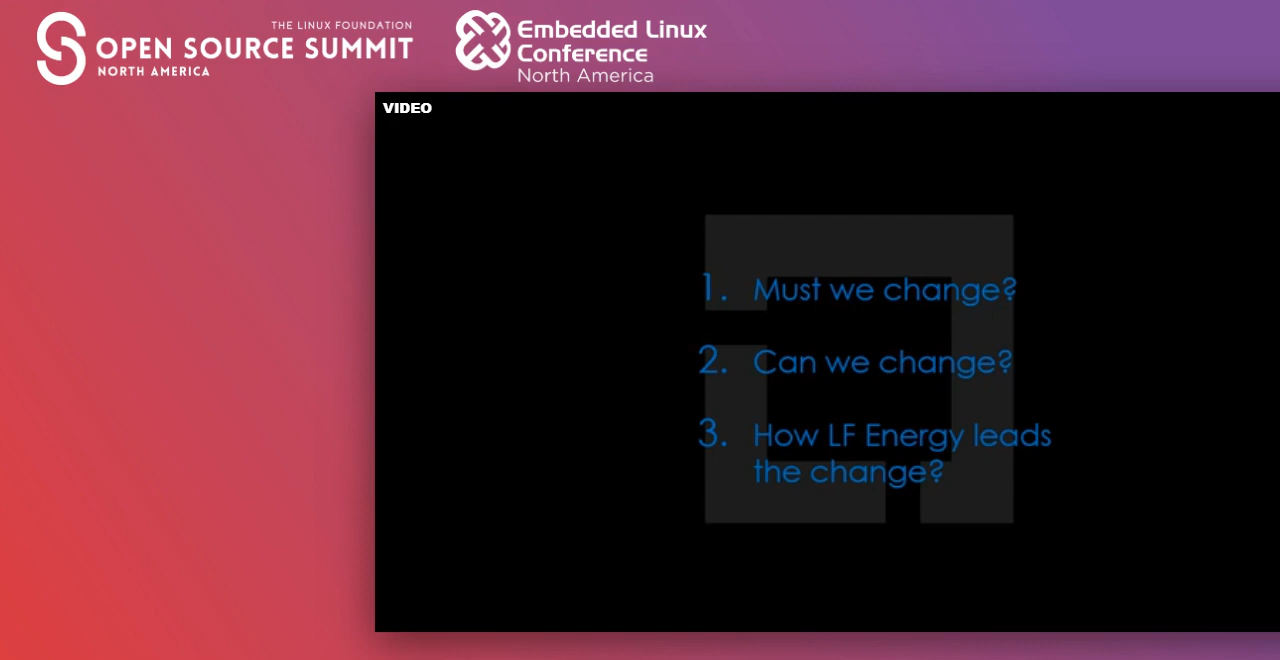 THE LINUX FOUNDATION
OPEN SOURCE SUMMIT
NORTH AMERICA
Embedded Linux
Conference
North America
VIDEO
1. Must we change?
2. Can we change?
3. How LF Energy leads
the change?